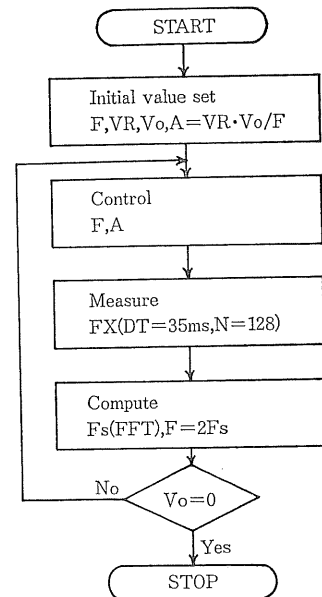 START
Initial value set
F,VR,Vo,A=VR·Vo/F
Control
F,A
Measure
FX(DT=35ms,N=128)
Compute
Fs(FFT),F=2Fs
No
Vo=0
Yes
STOP